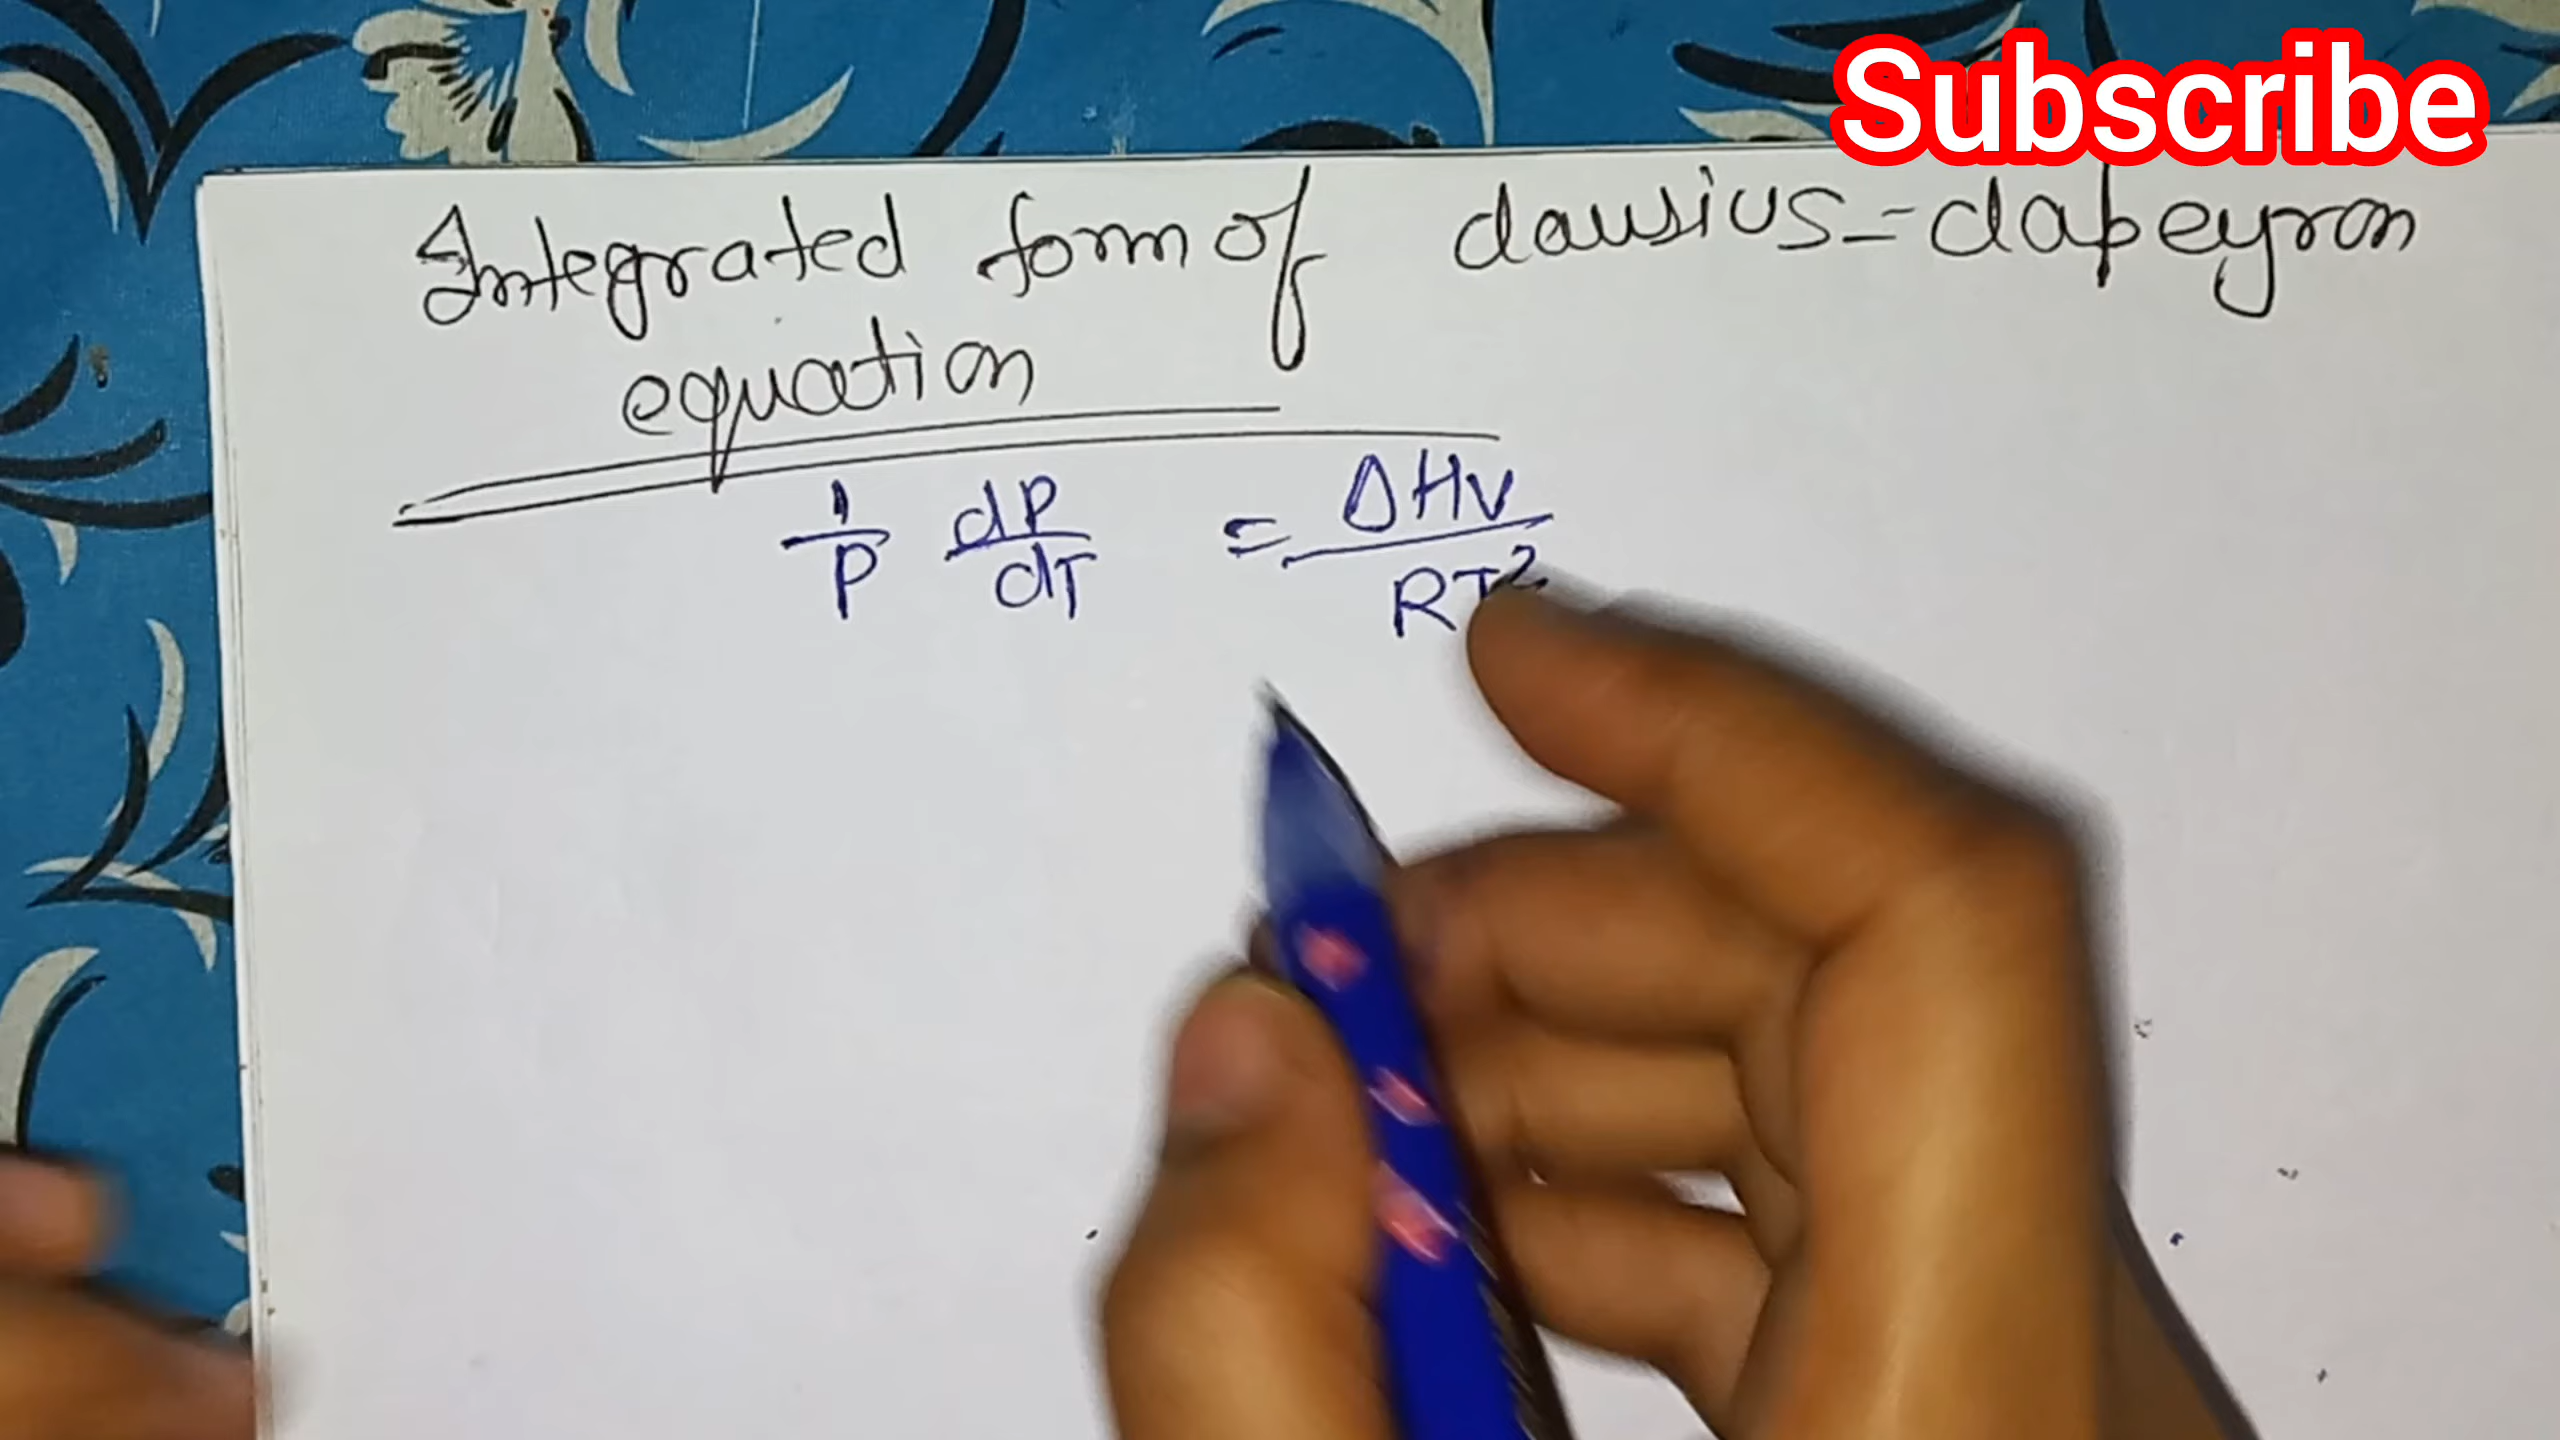 Subscribe
Integrated form of clausius-clapeyron
equation
1/P dP/dT = ΔHv/RT²